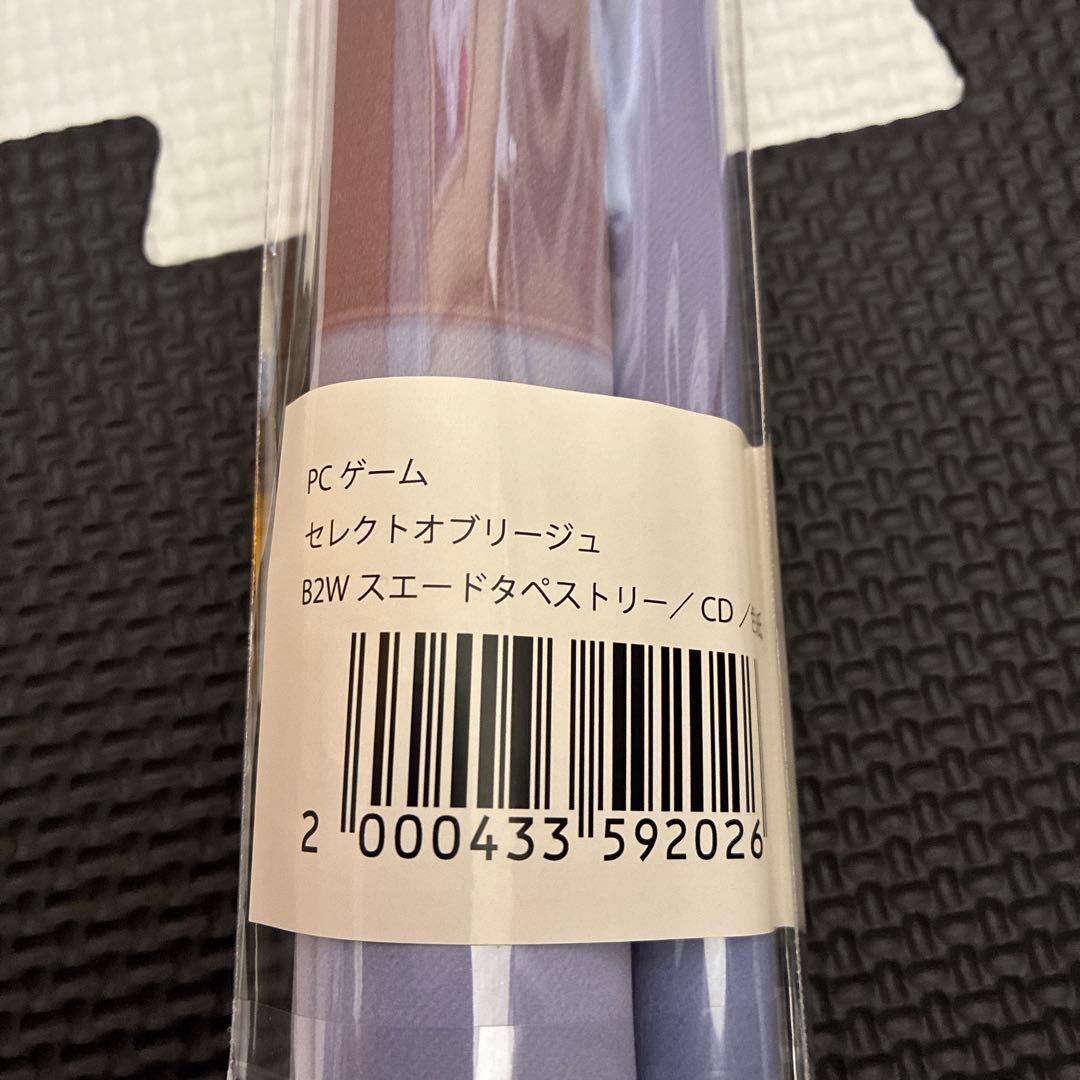 PC ゲーム
セレクトオブリージュ
B2W スエードタペストリー／ CD /
2 000433 592026